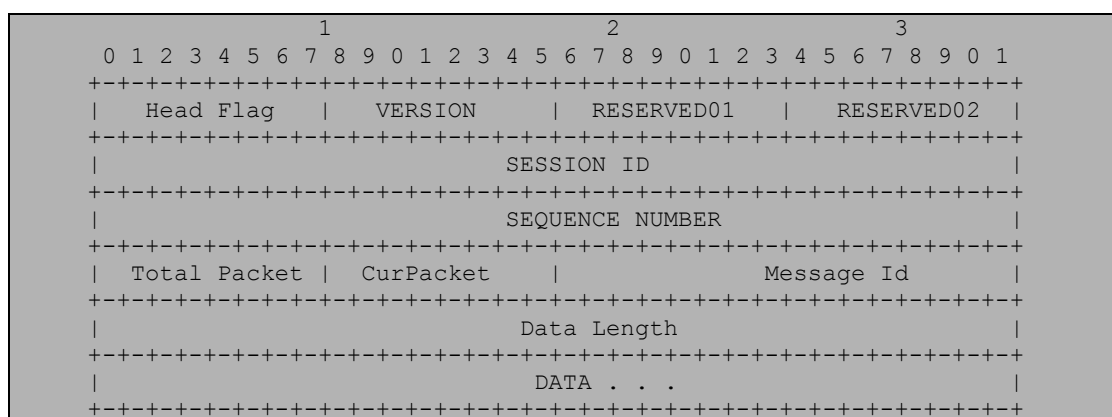 1 2 3
0 1 2 3 4 5 6 7 8 9 0 1 2 3 4 5 6 7 8 9 0 1 2 3 4 5 6 7 8 9 0 1
+-+-+-+-+-+-+-+-+-+-+-+-+-+-+-+-+-+-+-+-+-+-+-+-+-+-+-+-+-+-+-+-+
| Head Flag | VERSION | RESERVED01 | RESERVED02 |
+-+-+-+-+-+-+-+-+-+-+-+-+-+-+-+-+-+-+-+-+-+-+-+-+-+-+-+-+-+-+-+-+
| SESSION ID |
+-+-+-+-+-+-+-+-+-+-+-+-+-+-+-+-+-+-+-+-+-+-+-+-+-+-+-+-+-+-+-+-+
| SEQUENCE NUMBER |
+-+-+-+-+-+-+-+-+-+-+-+-+-+-+-+-+-+-+-+-+-+-+-+-+-+-+-+-+-+-+-+-+
| Total Packet | CurPacket | Message Id |
+-+-+-+-+-+-+-+-+-+-+-+-+-+-+-+-+-+-+-+-+-+-+-+-+-+-+-+-+-+-+-+-+
| Data Length |
+-+-+-+-+-+-+-+-+-+-+-+-+-+-+-+-+-+-+-+-+-+-+-+-+-+-+-+-+-+-+-+-+
| DATA . . . |
+-+-+-+-+-+-+-+-+-+-+-+-+-+-+-+-+-+-+-+-+-+-+-+-+-+-+-+-+-+-+-+-+